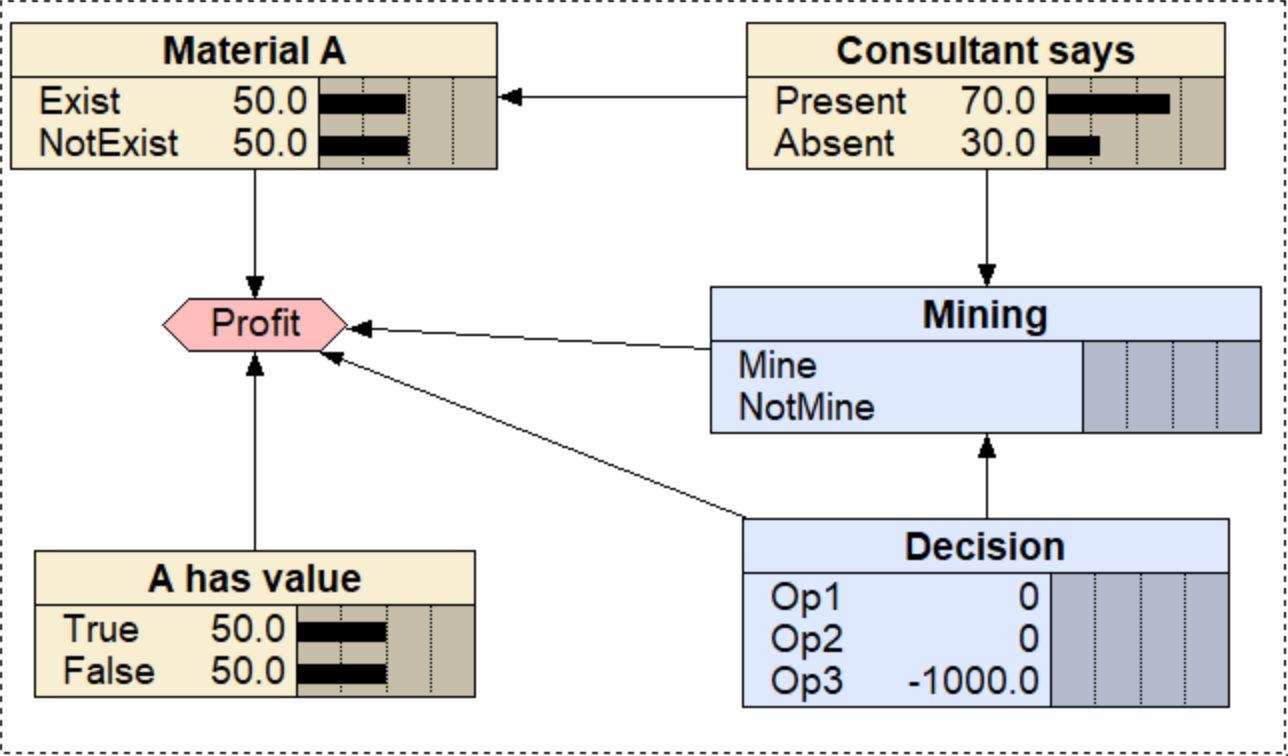 Material A
Exist 50.0
NotExist 50.0
Consultant says
Present 70.0
Absent 30.0
Profit
Mining
Mine
NotMine
A has value
True 50.0
False 50.0
Decision
Op1 0
Op2 0
Op3 -1000.0